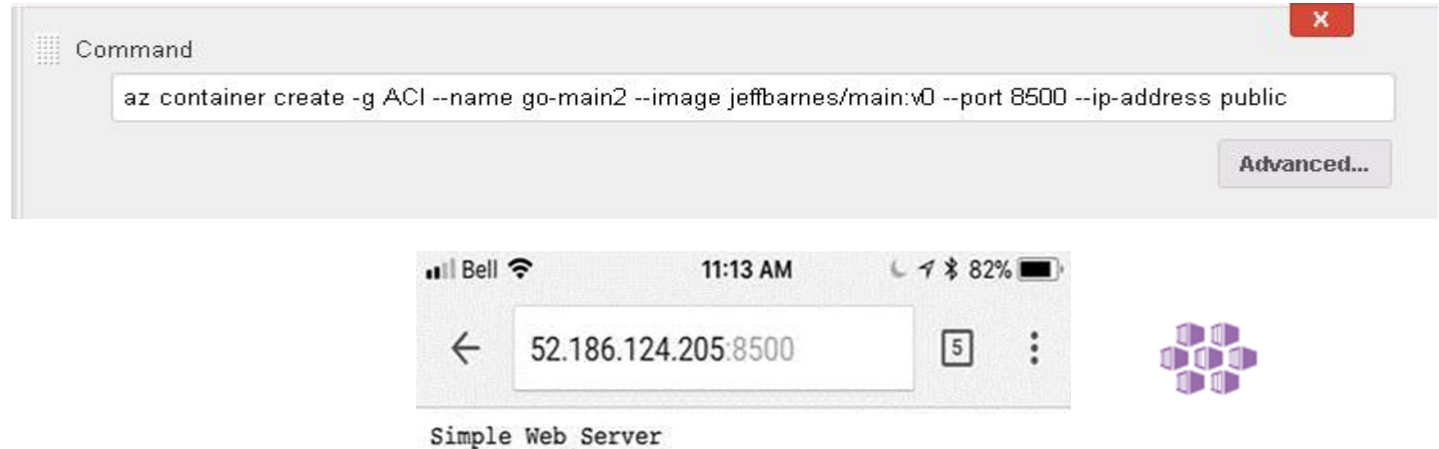 X
Command
az container create -g ACI --name go-main2 --image jeffbarnes/main:v0 --port 8500 --ip-address public
Advanced...
Bell 11:13 AM 82%
52.186.124.205:8500 5
Simple Web Server